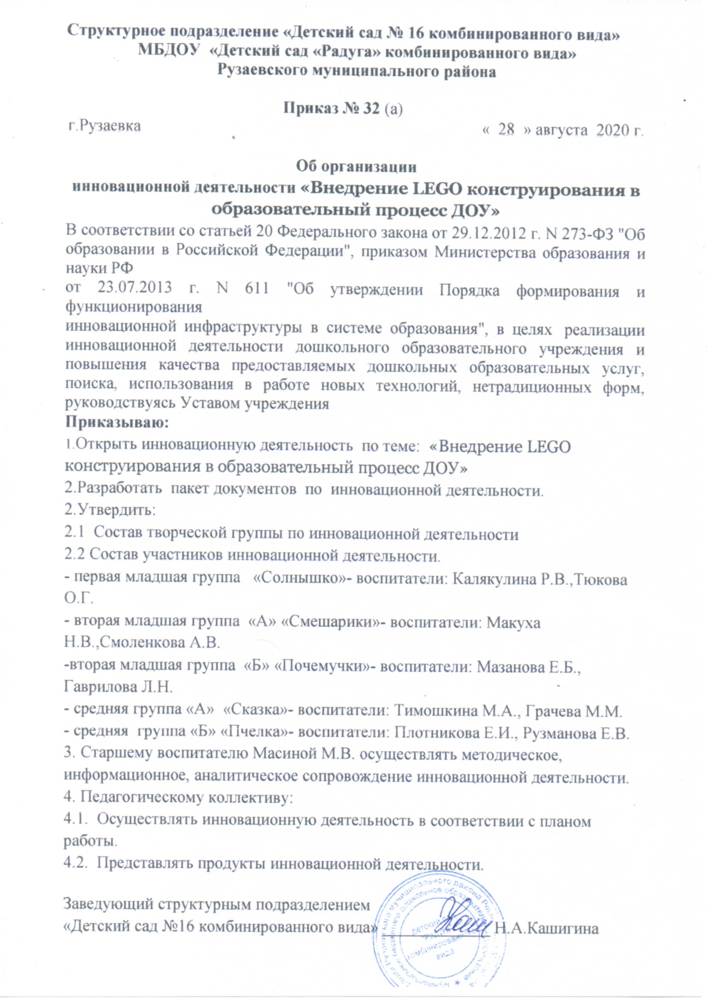 Структурное подразделение «Детский сад № 16 комбинированного вида»
МБДОУ «Детский сад «Радуга» комбинированного вида»
Рузаевского муниципального района
Приказ № 32 (а)
г.Рузаевка « 28 » августа 2020 г.
Об организации
инновационной деятельности «Внедрение LEGO конструирования в
образовательный процесс ДОУ»
В соответствии со статьей 20 Федерального закона от 29.12.2012 г. N 273-ФЗ "Об
образовании в Российской Федерации", приказом Министерства образования и
науки РФ
от 23.07.2013 г. N 611 "Об утверждении Порядка формирования и
функционирования
инновационной инфраструктуры в системе образования", в целях реализации
инновационной деятельности дошкольного образовательного учреждения и
повышения качества предоставляемых дошкольных образовательных услуг,
поиска, использования в работе новых технологий, нетрадиционных форм,
руководствуясь Уставом учреждения
Приказываю:
1.Открыть инновационную деятельность по теме: «Внедрение LEGO
конструирования в образовательный процесс ДОУ»
2.Разработать пакет документов по инновационной деятельности.
2.Утвердить:
2.1 Состав творческой группы по инновационной деятельности
2.2 Состав участников инновационной деятельности.
- первая младшая группа «Солнышко»- воспитатели: Калякулина Р.В.,Тюкова
О.Г.
- вторая младшая группа «А» «Смешарики»- воспитатели: Макуха
Н.В.,Смоленкова А.В.
-вторая младшая группа «Б» «Почемучки»- воспитатели: Мазанова Е.Б.,
Гаврилова Л.Н.
- средняя группа «А» «Сказка»- воспитатели: Тимошкина М.А., Грачева М.М.
- средняя группа «Б» «Пчелка»- воспитатели: Плотникова Е.И., Рузманова Е.В.
3. Старшему воспитателю Масиной М.В. осуществлять методическое,
информационное, аналитическое сопровождение инновационной деятельности.
4. Педагогическому коллективу:
4.1. Осуществлять инновационную деятельность в соответствии с планом
работы.
4.2. Представлять продукты инновационной деятельности.
Заведующий структурным подразделением
«Детский сад №16 комбинированного вида» Н.А.Кашигина
муниципального района
дошкольное
детский
комбинированного
вида